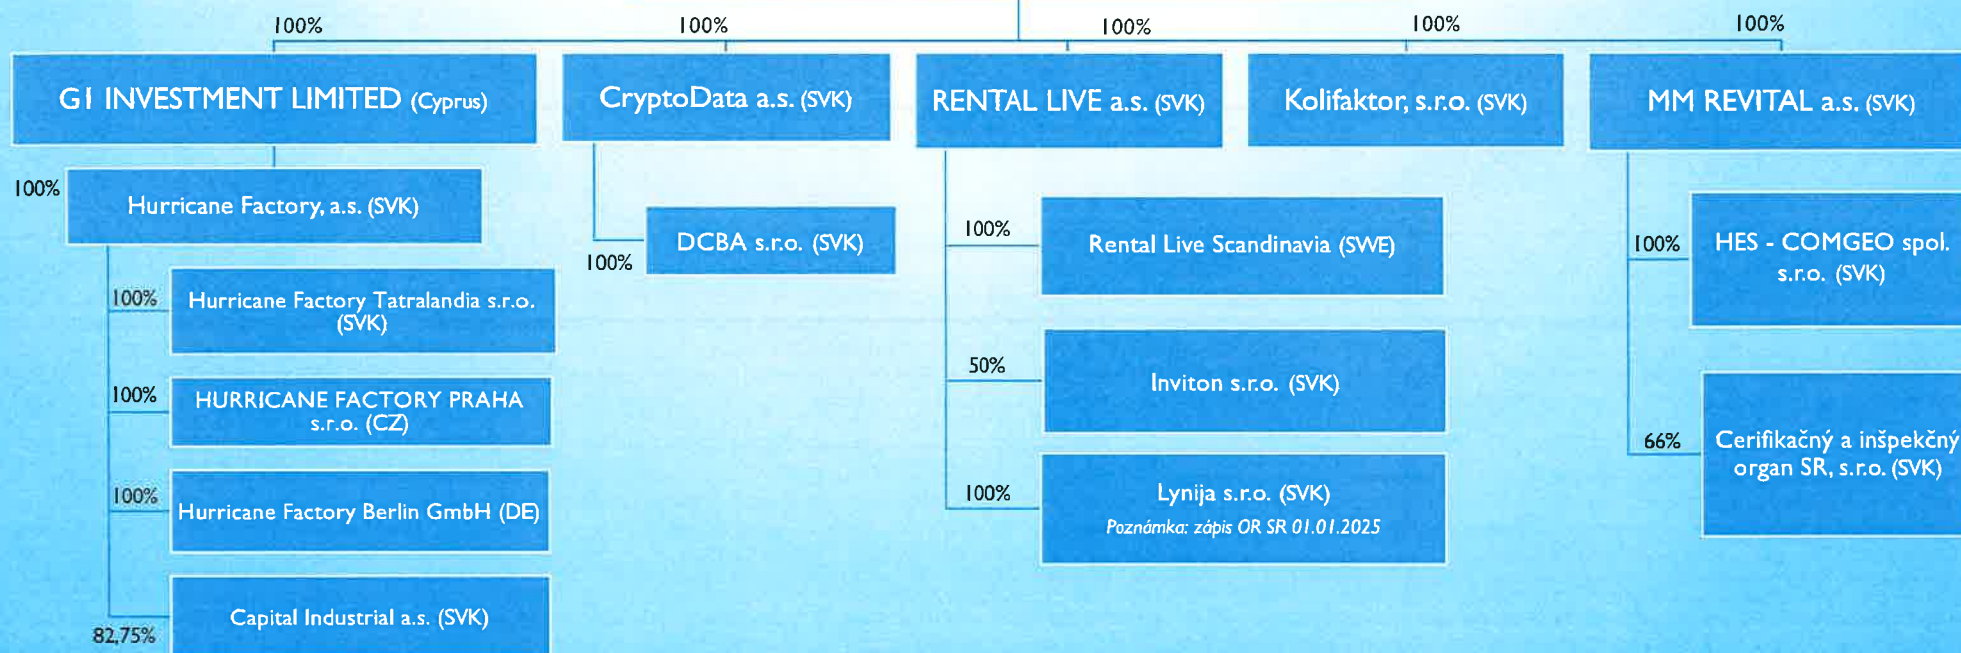 100%
100%
100%
100%
100%
G1 INVESTMENT LIMITED (Cyprus)
CryptoData a.s. (SVK)
RENTAL LIVE a.s. (SVK)
Kolifaktor, s.r.o. (SVK)
MM REVITAL a.s. (SVK)
100%
Hurricane Factory, a.s. (SVK)
100%
Hurricane Factory Tatralandia s.r.o.
(SVK)
100%
HURRICANE FACTORY PRAHA
s.r.o. (CZ)
100%
Hurricane Factory Berlin GmbH (DE)
82,75%
Capital Industrial a.s. (SVK)
100%
DCBA s.r.o. (SVK)
100%
Rental Live Scandinavia (SWE)
50%
Inviton s.r.o. (SVK)
100%
Lynija s.r.o. (SVK)
Poznámka: zápis OR SR 01.01.2025
100%
HES - COMGEO spol.
s.r.o. (SVK)
66%
Cerifikačný a inšpekčný
organ SR, s.r.o. (SVK)